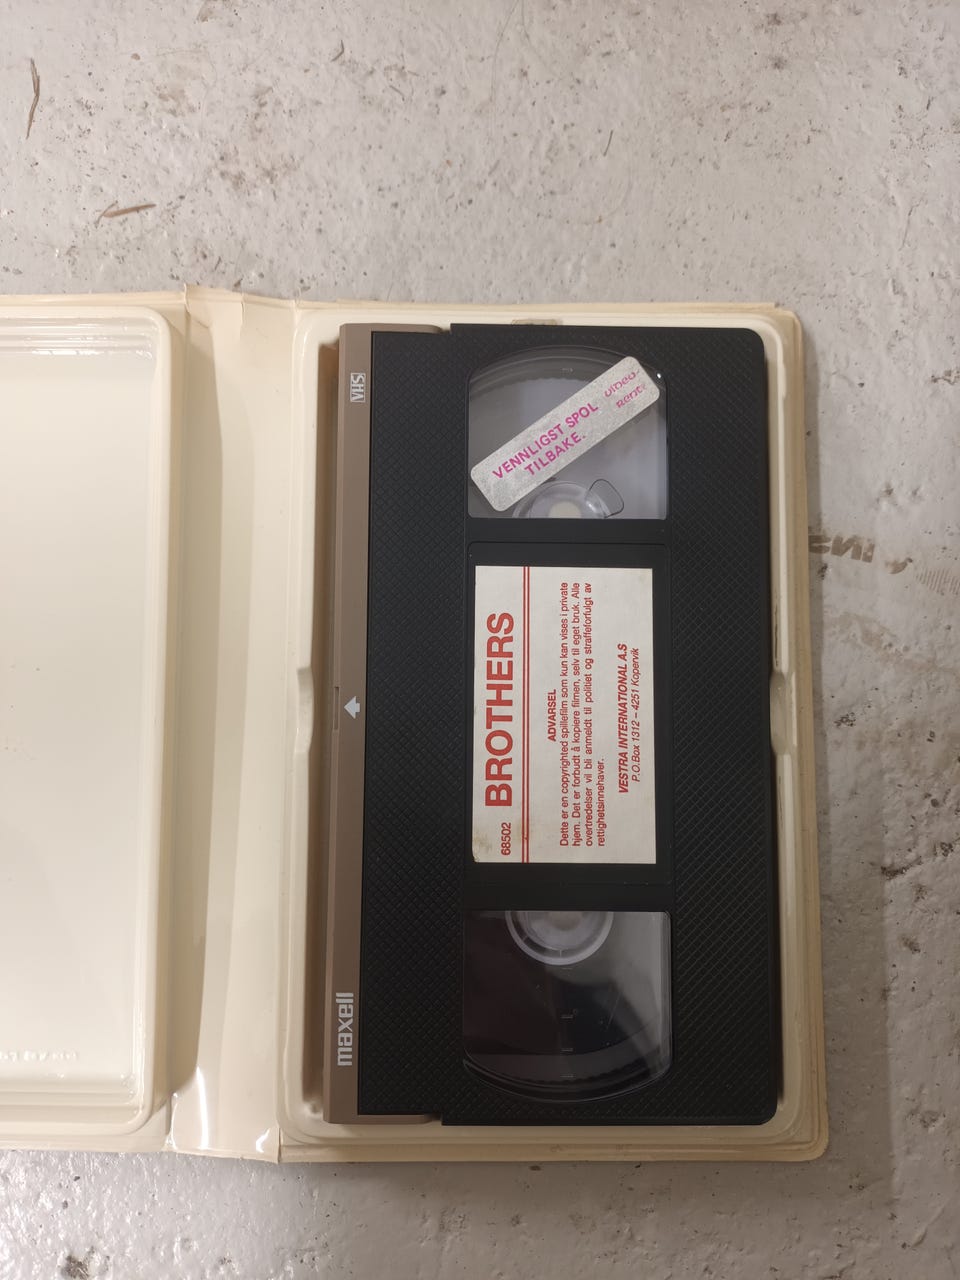 VHS
maxell
VENNLIGST SPOL
TILBAKE.
VIDEO-
RENT
68502 BROTHERS
ADVARSEL
Dette er en copyrighted spillefilm som kun kan vises i private
hjem. Det er forbudt å kopiere filmen, selv til eget bruk. Alle
overtredelser vil bli anmeldt til politiet og straffeforfulgt av
rettighetsinnehaver.
VESTRA INTERNATIONAL A.S
P.O.Box 1312 – 4251 Kopervik